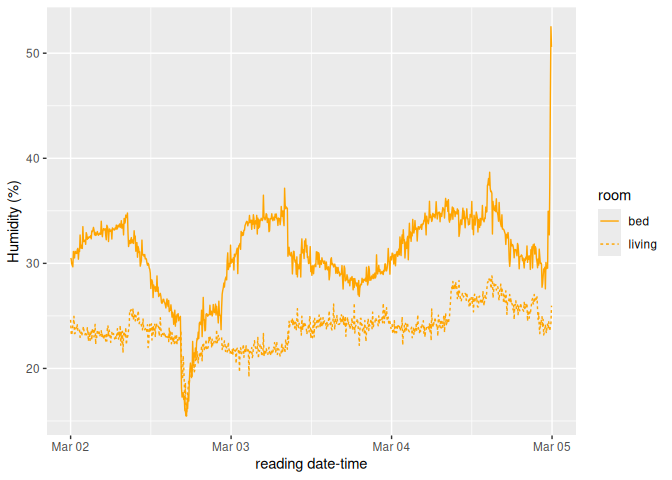 50
40
30
20
Humidity (%)
Mar 02
Mar 03
Mar 04
Mar 05
reading date-time
room
bed
living